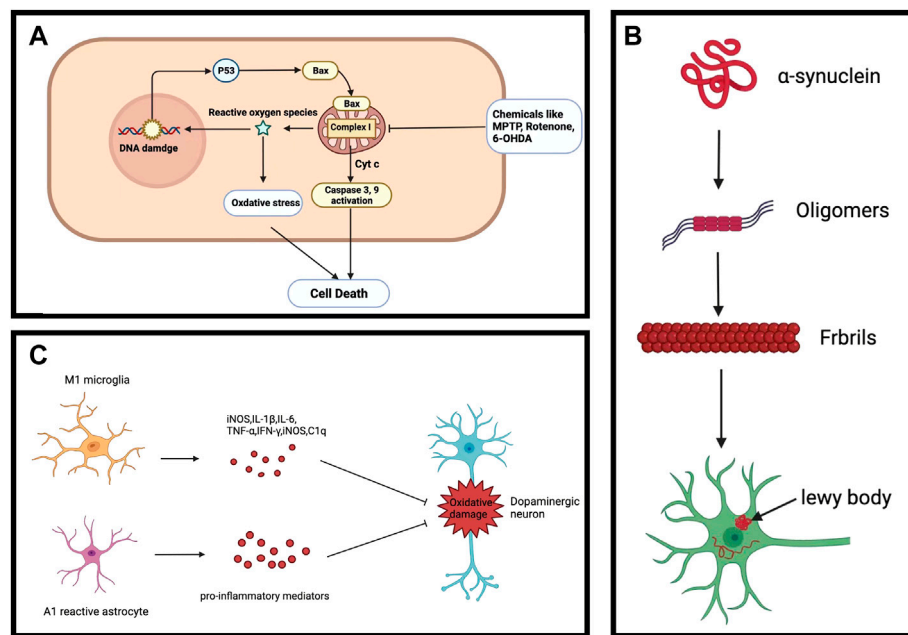 A
P53
Bax
Bax
Reactive oxygen species
Complex I
Chemicals like
MPTP, Rotenone,
6-OHDA
DNA damdge
Cyt c
Oxdative stress
Caspase 3, 9
activation
Cell Death
B
α-synuclein
Oligomers
Frbrils
lewy body
C
M1 microglia
iNOS,IL-1β,IL-6,
TNF-α,IFN-γ,iNOS,C1q
Oxidative
damage
Dopaminergic
neuron
A1 reactive astrocyte
pro-inflammatory mediators